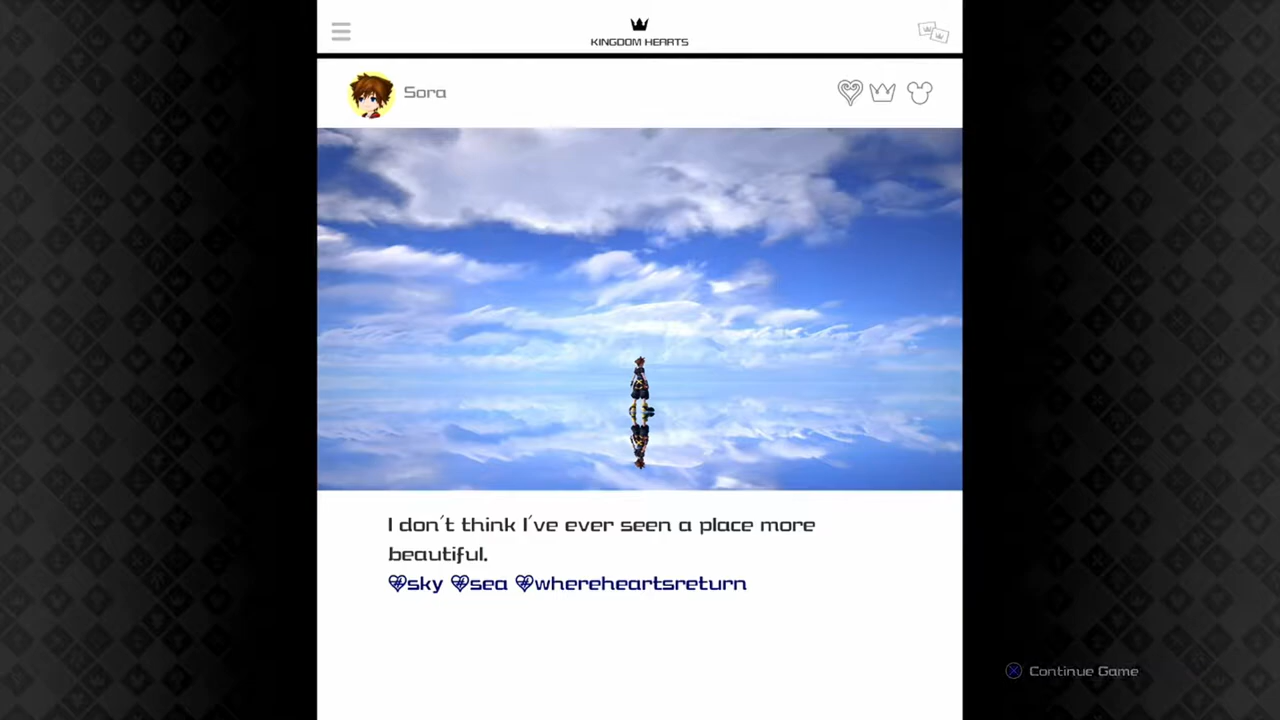 KINGDOM HEARTS
Sora
I don't think I've ever seen a place more
beautiful.
sky sea whereheartsreturn
Continue Game